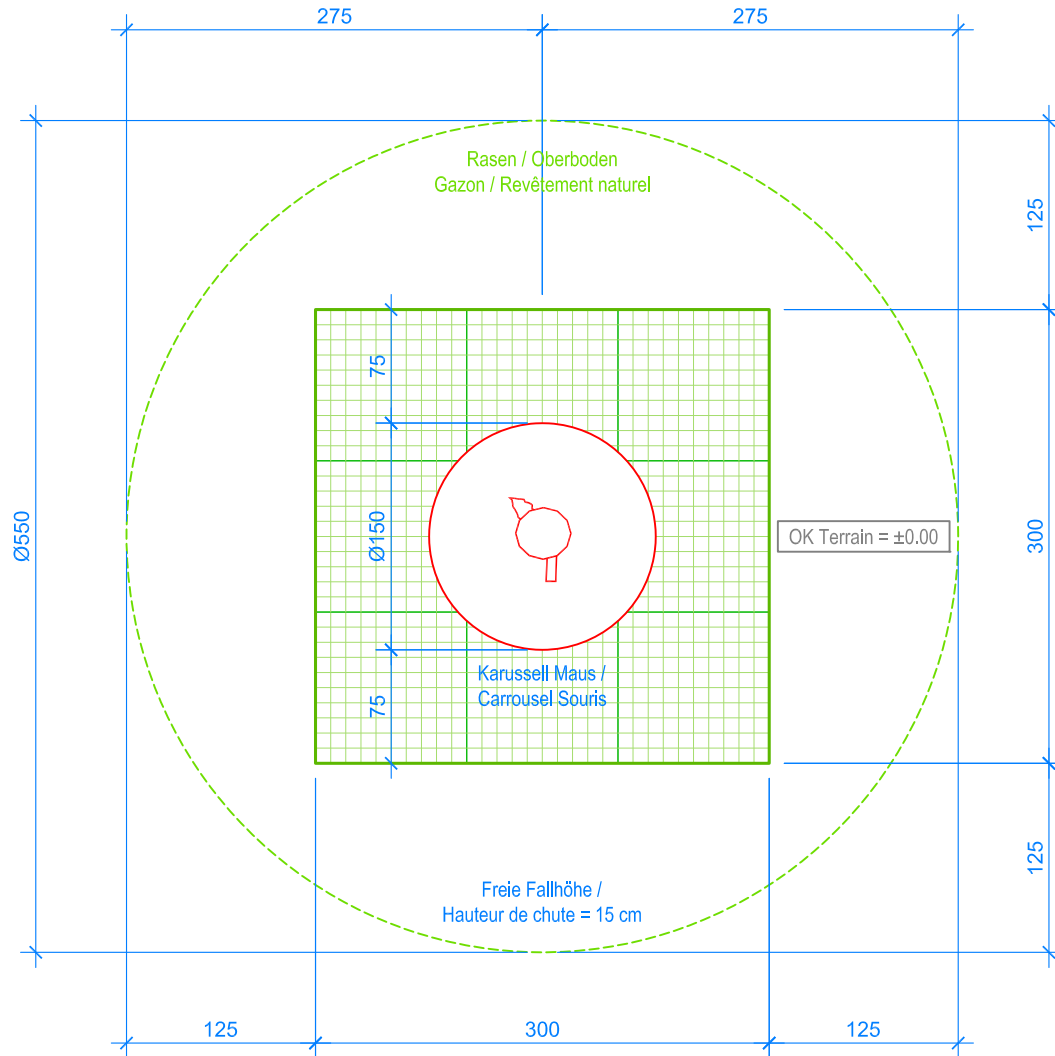 275
275
Rasen / Oberboden
Gazon / Revêtement naturel
125
75
Ø550
Ø150
OK Terrain = ±0.00
300
Karussell Maus /
Carrousel Souris
75
125
Freie Fallhöhe /
Hauteur de chute = 15 cm
125
300
125